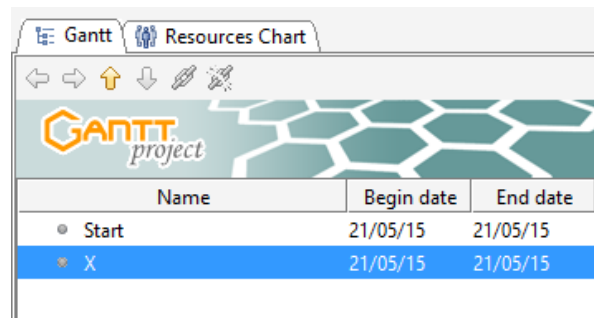 Gantt Resources Chart
GANTT
project
Name Begin date End date
Start 21/05/15 21/05/15
X 21/05/15 21/05/15